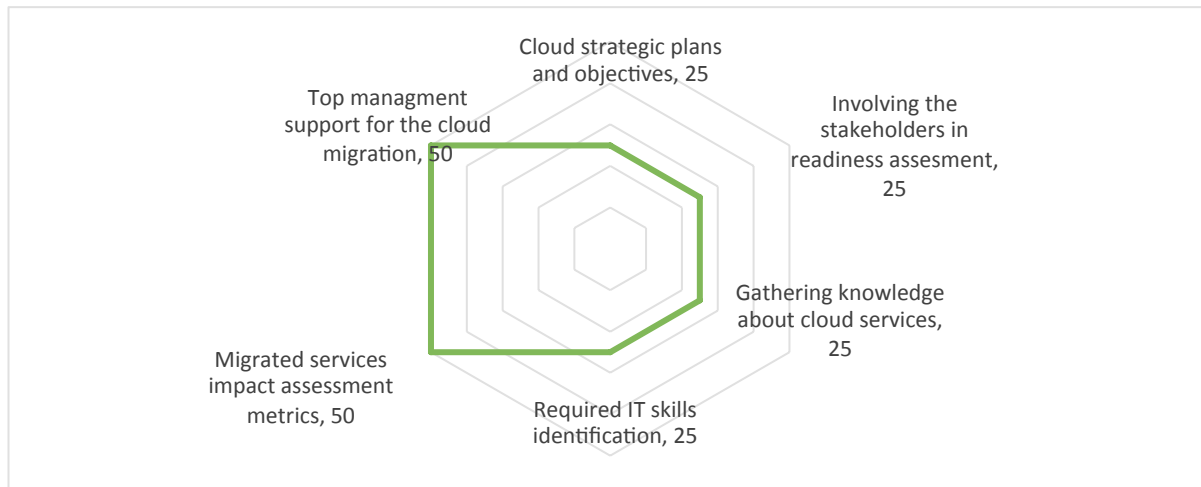 Cloud strategic plans
and objectives, 25
Involving the
stakeholders in
readiness assesment,
25
Gathering knowledge
about cloud services,
25
Required IT skills
identification, 25
Migrated services
impact assessment
metrics, 50
Top managment
support for the cloud
migration, 50